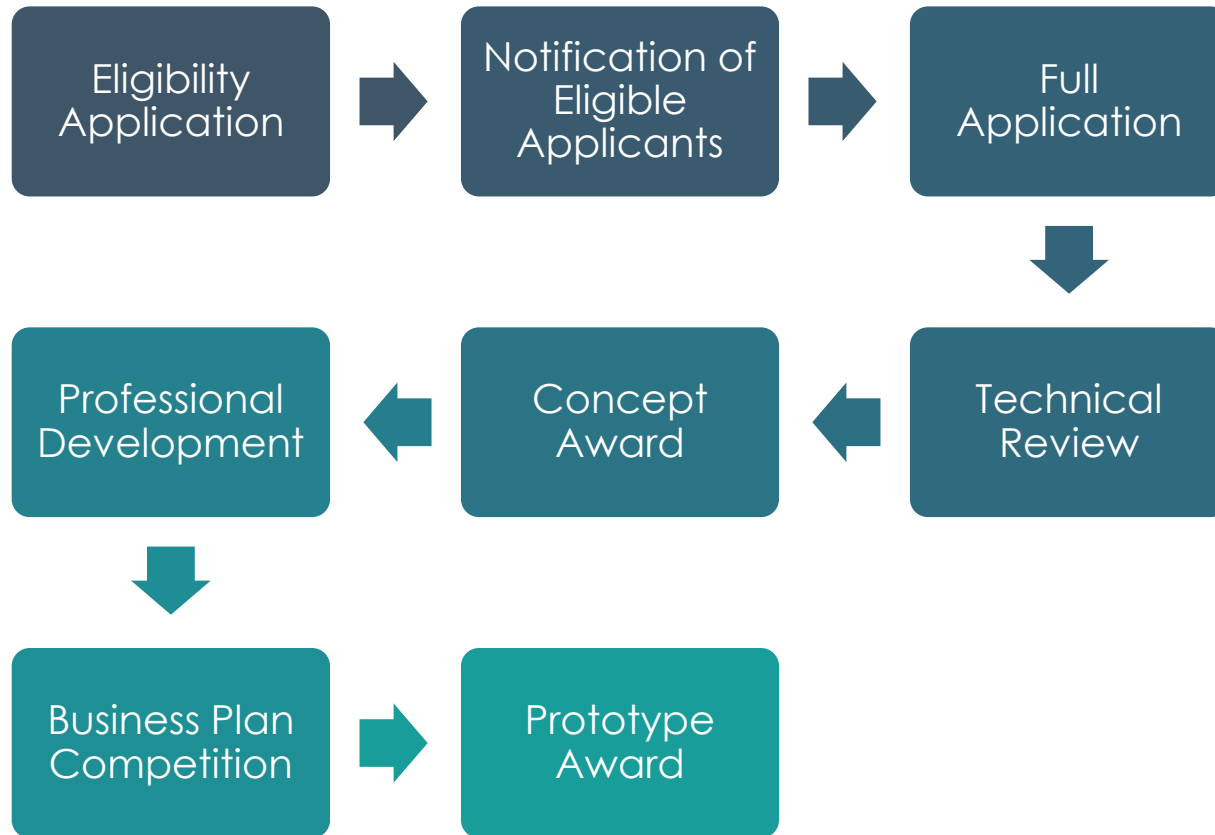 Eligibility
Application
Notification of
Eligible
Applicants
Full
Application
Technical
Review
Concept
Award
Professional
Development
Business Plan
Competition
Prototype
Award